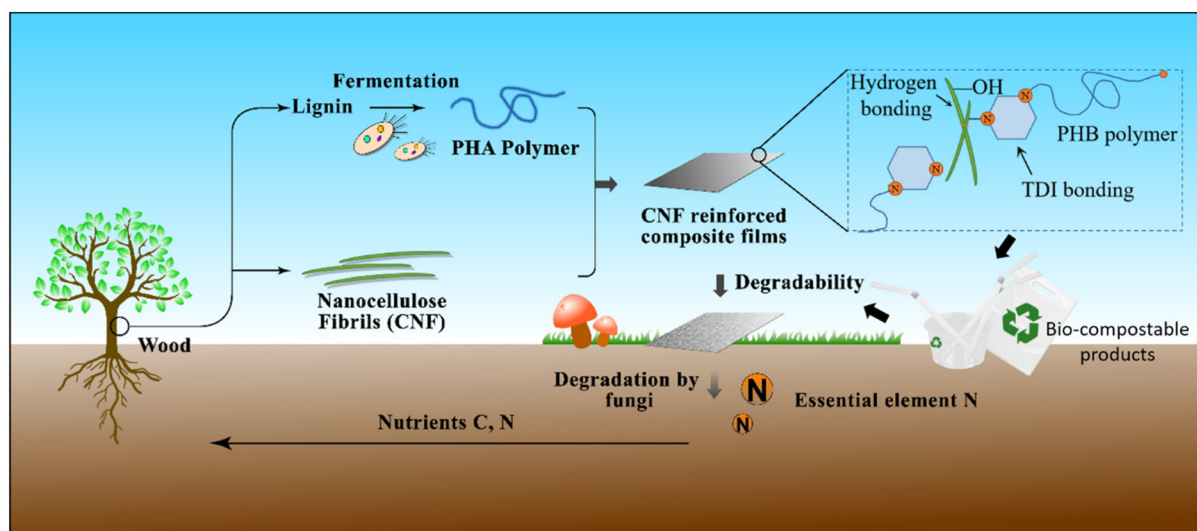 Fermentation
Lignin
PHA Polymer
Nanocellulose
Fibrils (CNF)
Wood
CNF reinforced
composite films
Hydrogen
bonding
OH
N
N
N
N
PHB polymer
TDI bonding
Degradability
Bio-compostable
products
Degradation by
fungi
N
N
Essential element N
Nutrients C, N